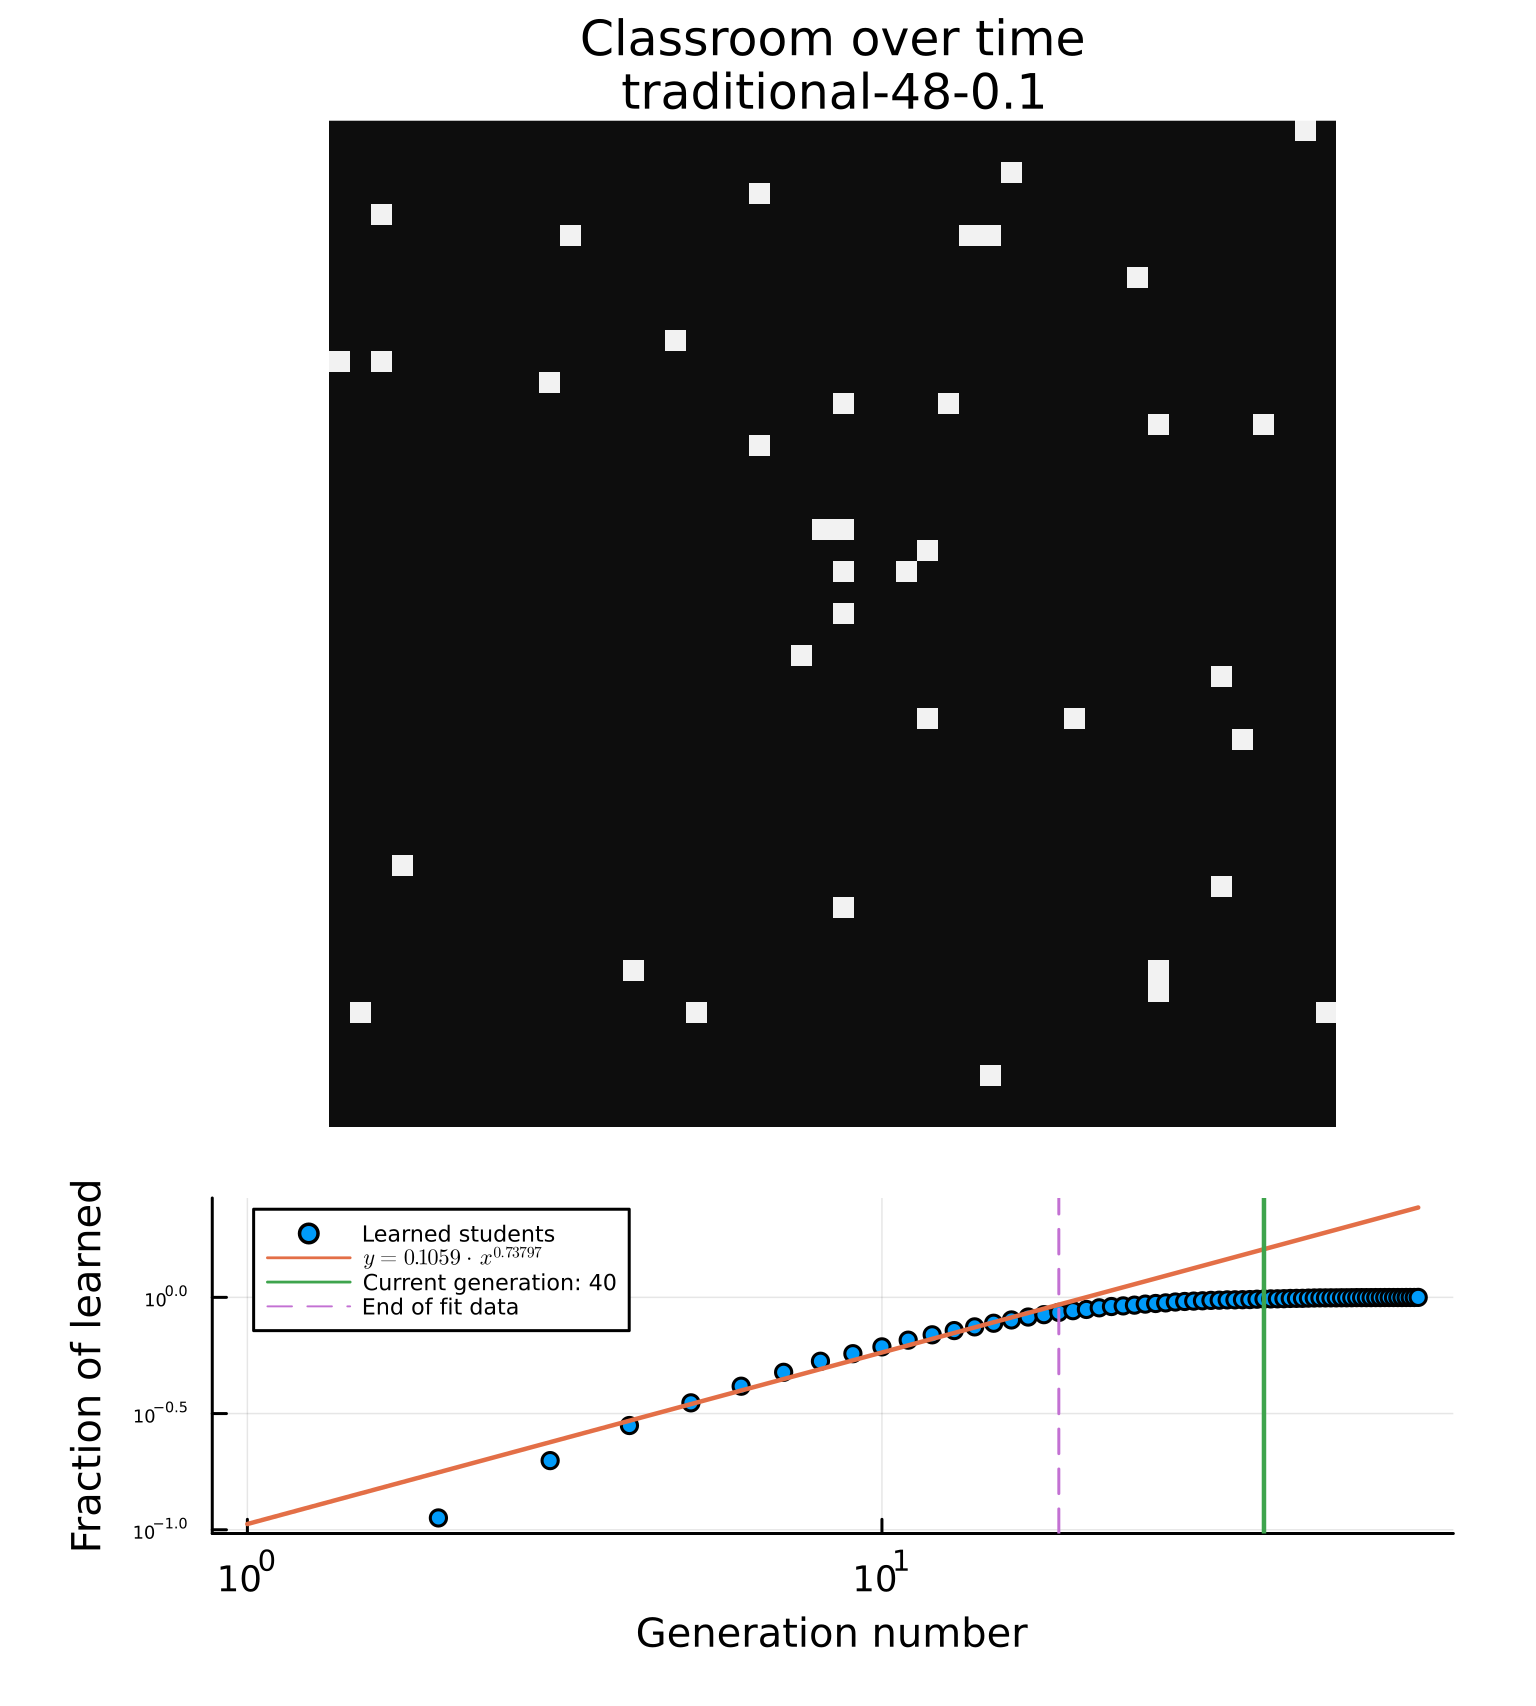 Classroom over time
traditional-48-0.1
Fraction of learned
Learned students
y = 0.1059 · x^0.73797
Current generation: 40
End of fit data
10^0.0
10^−0.5
10^−1.0
10^0
10^1
Generation number